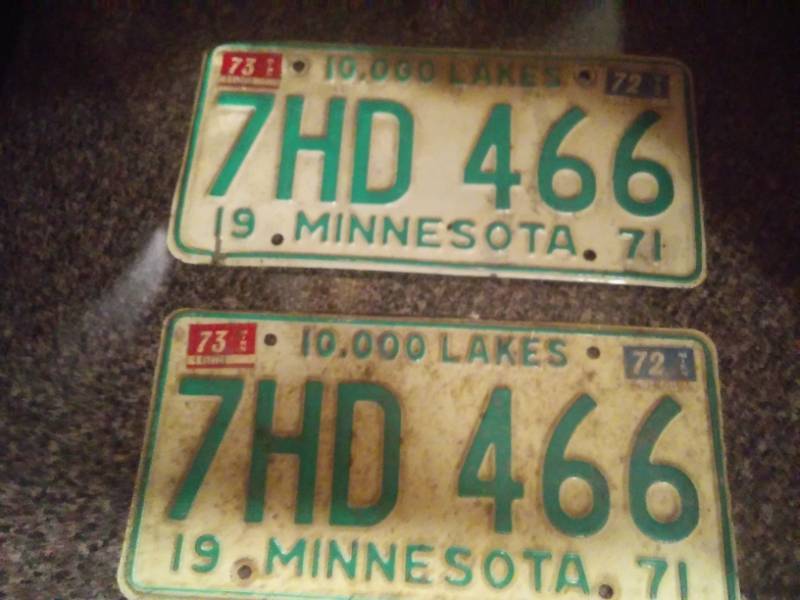 73 10,000 LAKES 72
7HD 466
19 MINNESOTA 71
73 10,000 LAKES 72
7HD 466
19 MINNESOTA 71